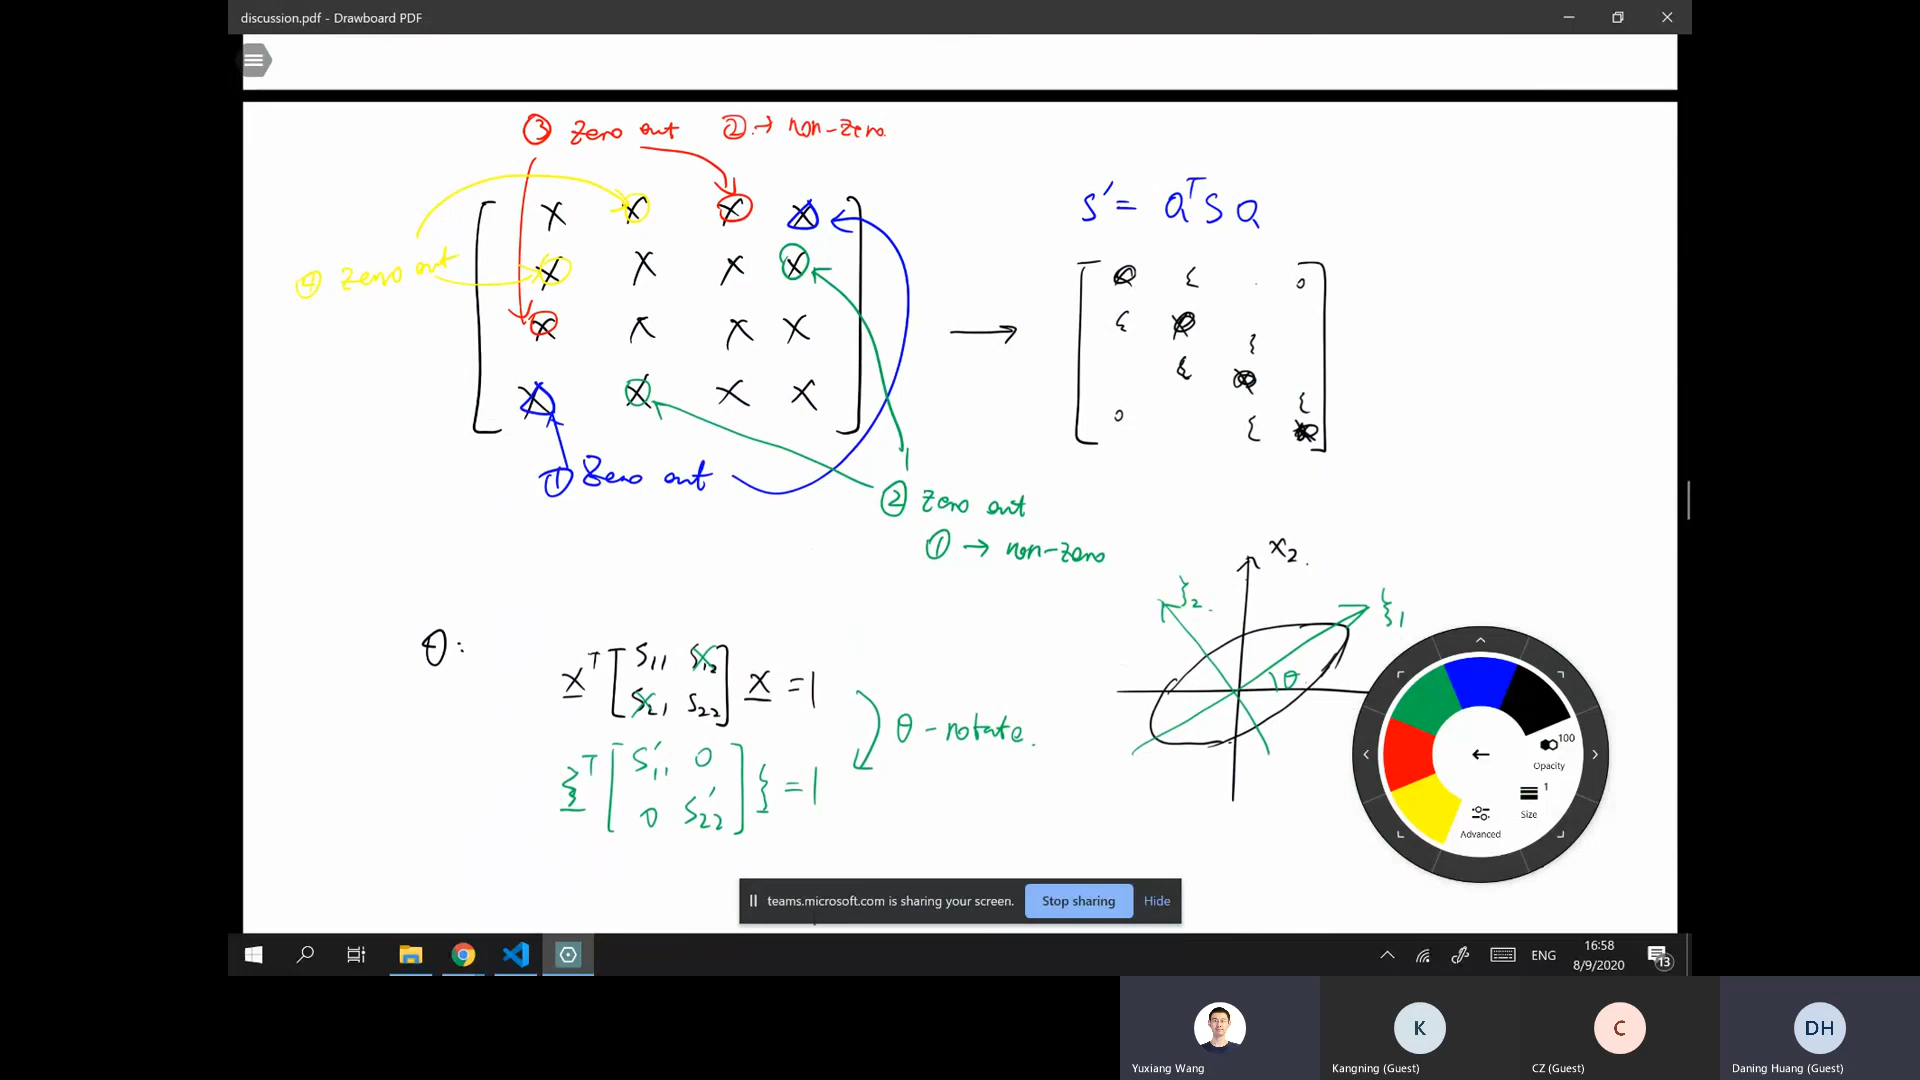 discussion.pdf - Drawboard PDF
③ Zero out ② → non-zero
④ Zero out
X X X X
X X X X
X X X X
X X X X
S' = Q^T S Q
ξ 0
ξ ξ
ξ ξ
0 ξ
① Zero out
② Zero out
① → non-zero
θ:
x^T [S11 S12
S21 S22] x = 1
θ - rotate.
ξ^T [S'11 0
0 S'22] ξ = 1
x2
ξ2
ξ1
θ
100
Opacity
1
Size
Advanced
teams.microsoft.com is sharing your screen. Stop sharing Hide
ENG
16:58
8/9/2020
13
Yuxiang Wang
K
Kangning (Guest)
C
CZ (Guest)
DH
Daning Huang (Guest)